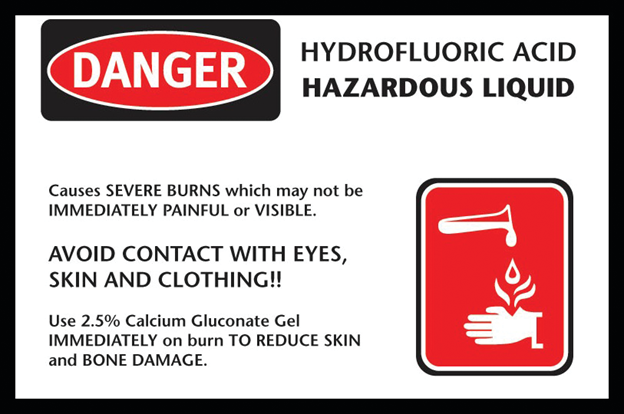 DANGER
HYDROFLUORIC ACID
HAZARDOUS LIQUID
Causes SEVERE BURNS which may not be
IMMEDIATELY PAINFUL or VISIBLE.
AVOID CONTACT WITH EYES,
SKIN AND CLOTHING!!
Use 2.5% Calcium Gluconate Gel
IMMEDIATELY on burn TO REDUCE SKIN
and BONE DAMAGE.